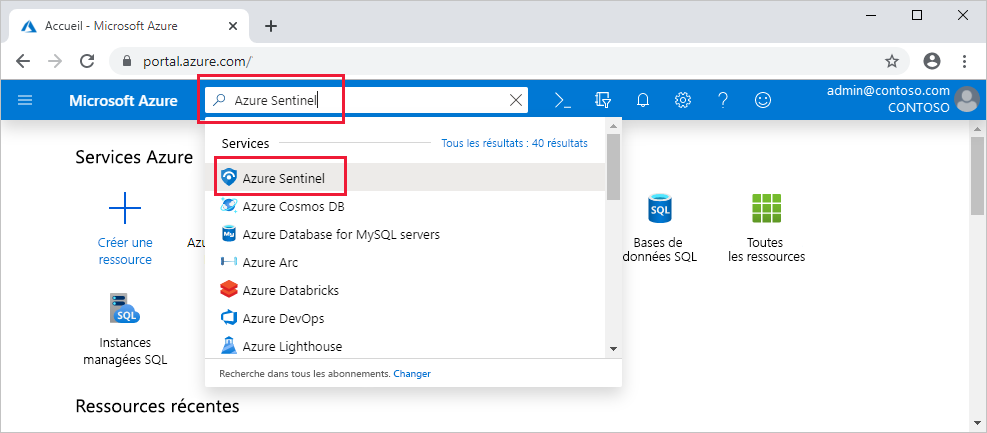 Accueil - Microsoft Azure
portal.azure.com/
Microsoft Azure
Azure Sentinel
admin@contoso.com
CONTOSO
Services
Tous les résultats : 40 résultats
Azure Sentinel
Azure Cosmos DB
Azure Database for MySQL servers
Azure Arc
Azure Databricks
Azure DevOps
Azure Lighthouse
Recherche dans tous les abonnements. Changer
Services Azure
Créer une
ressource
Azu
SQL
Bases de
données SQL
Toutes
les ressources
SQL
Instances
managées SQL
Ressources récentes